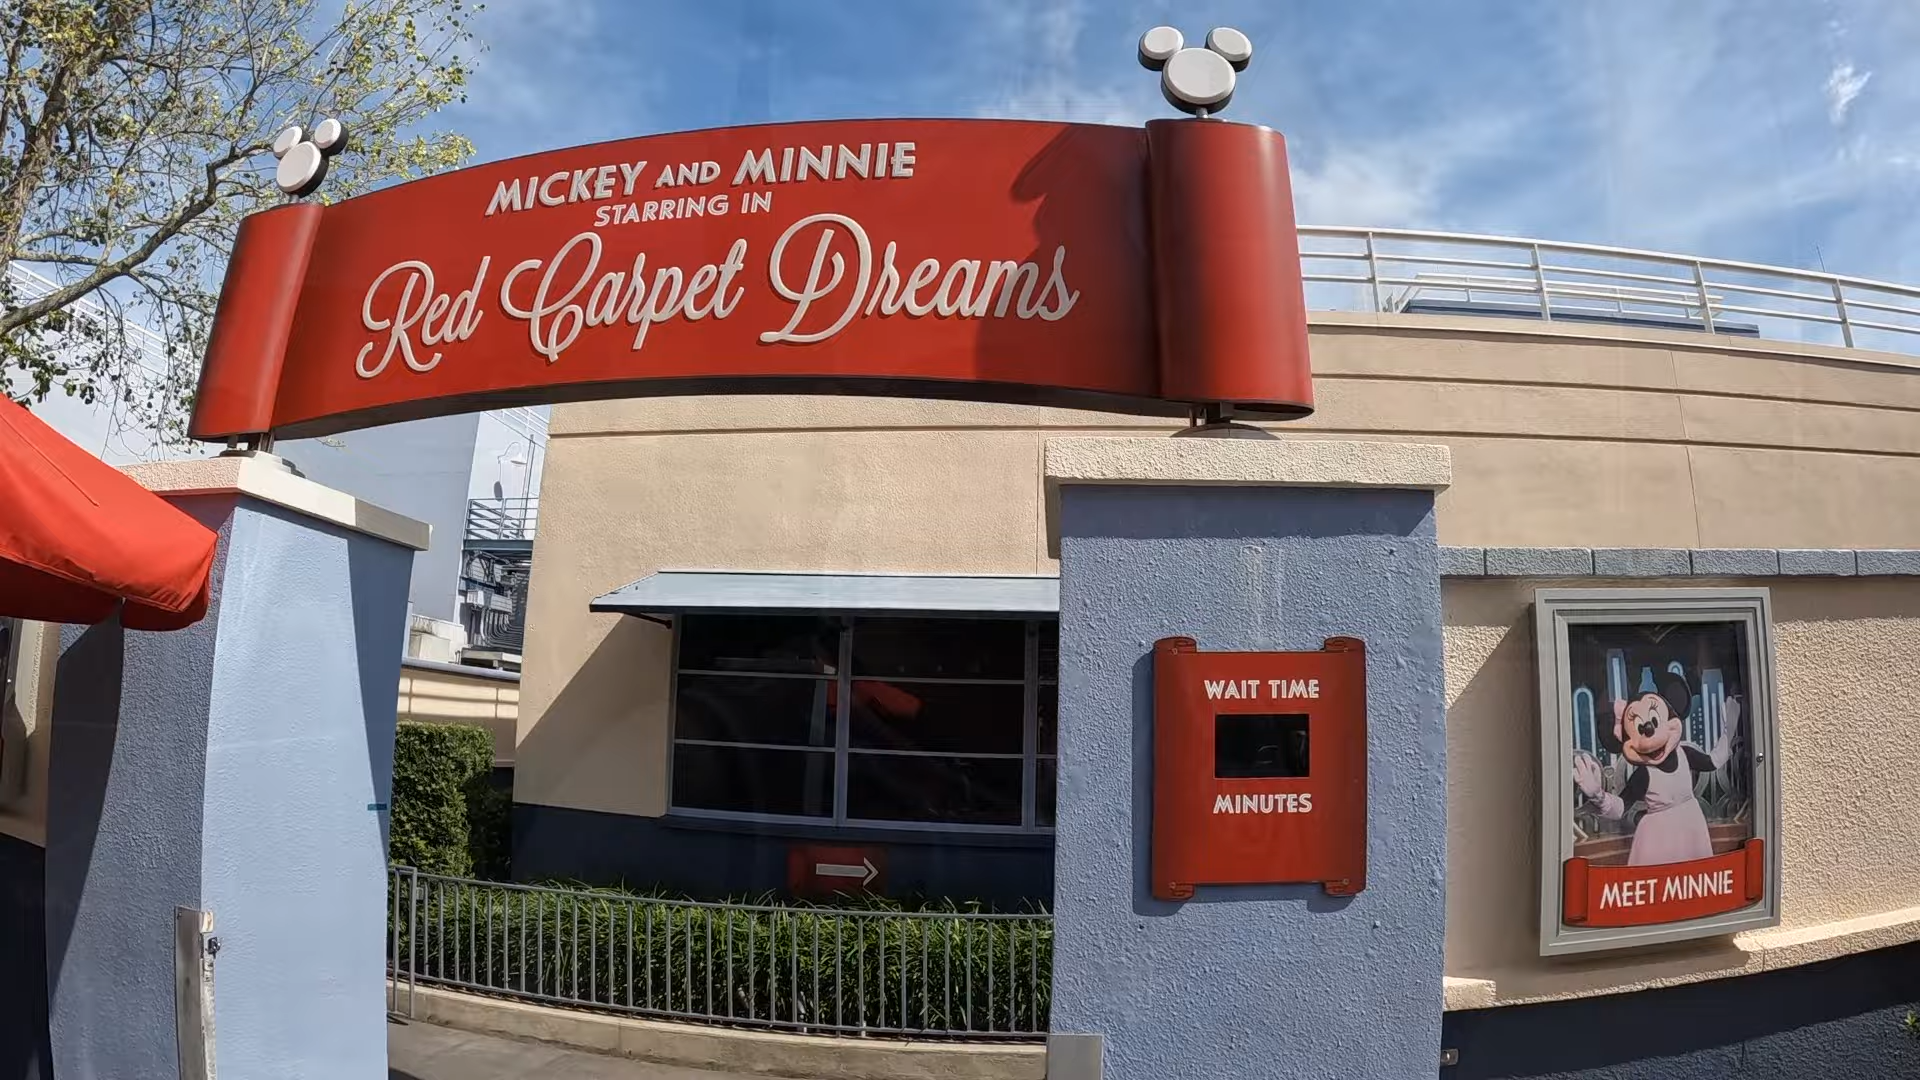 MICKEY AND MINNIE
STARRING IN
Red Carpet Dreams
WAIT TIME
MINUTES
MEET MINNIE